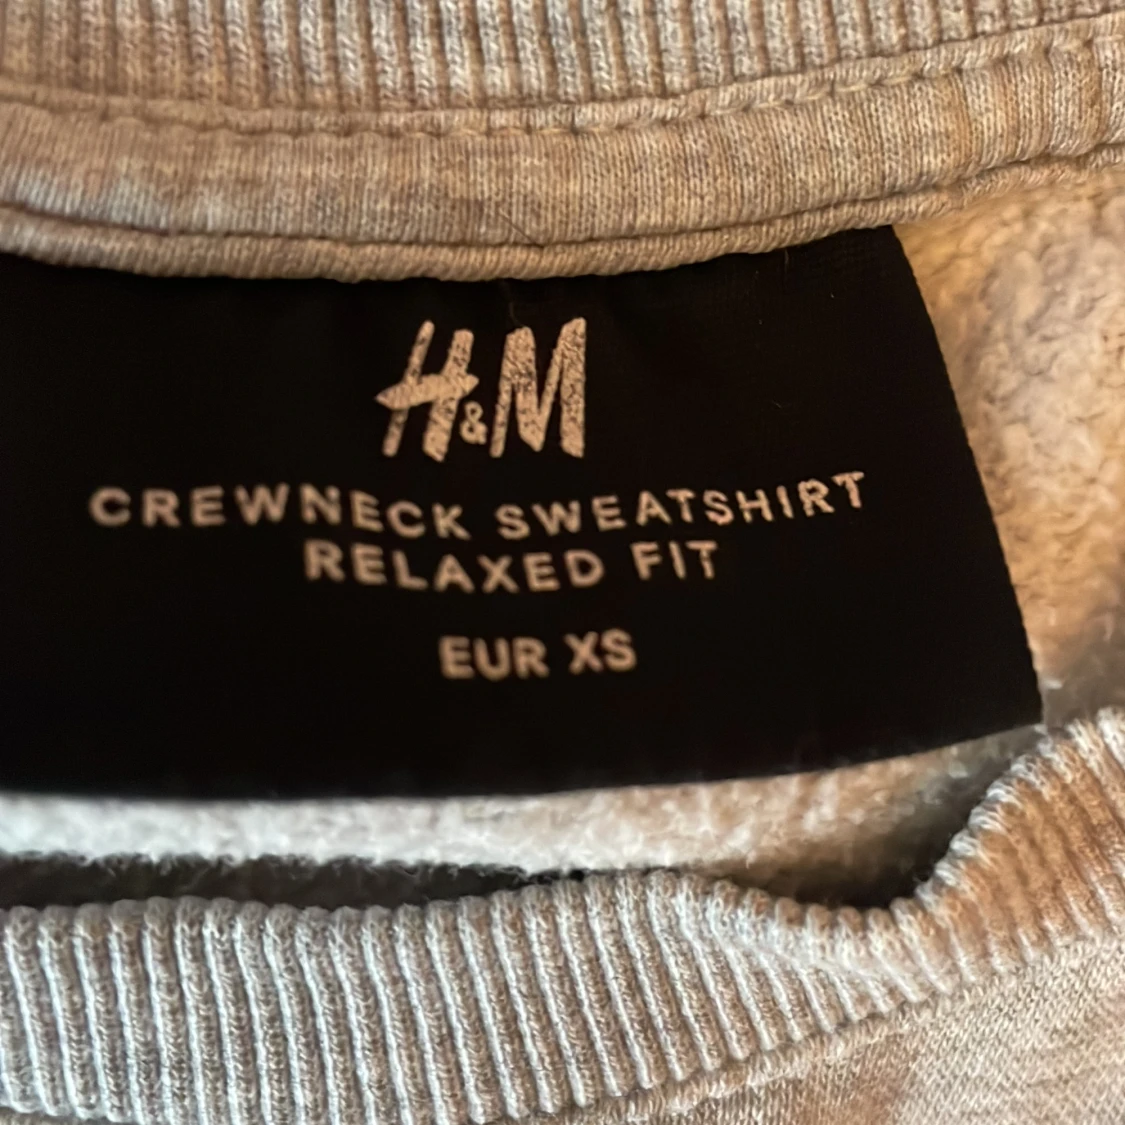 H&M
CREWNECK SWEATSHIRT
RELAXED FIT
EUR XS